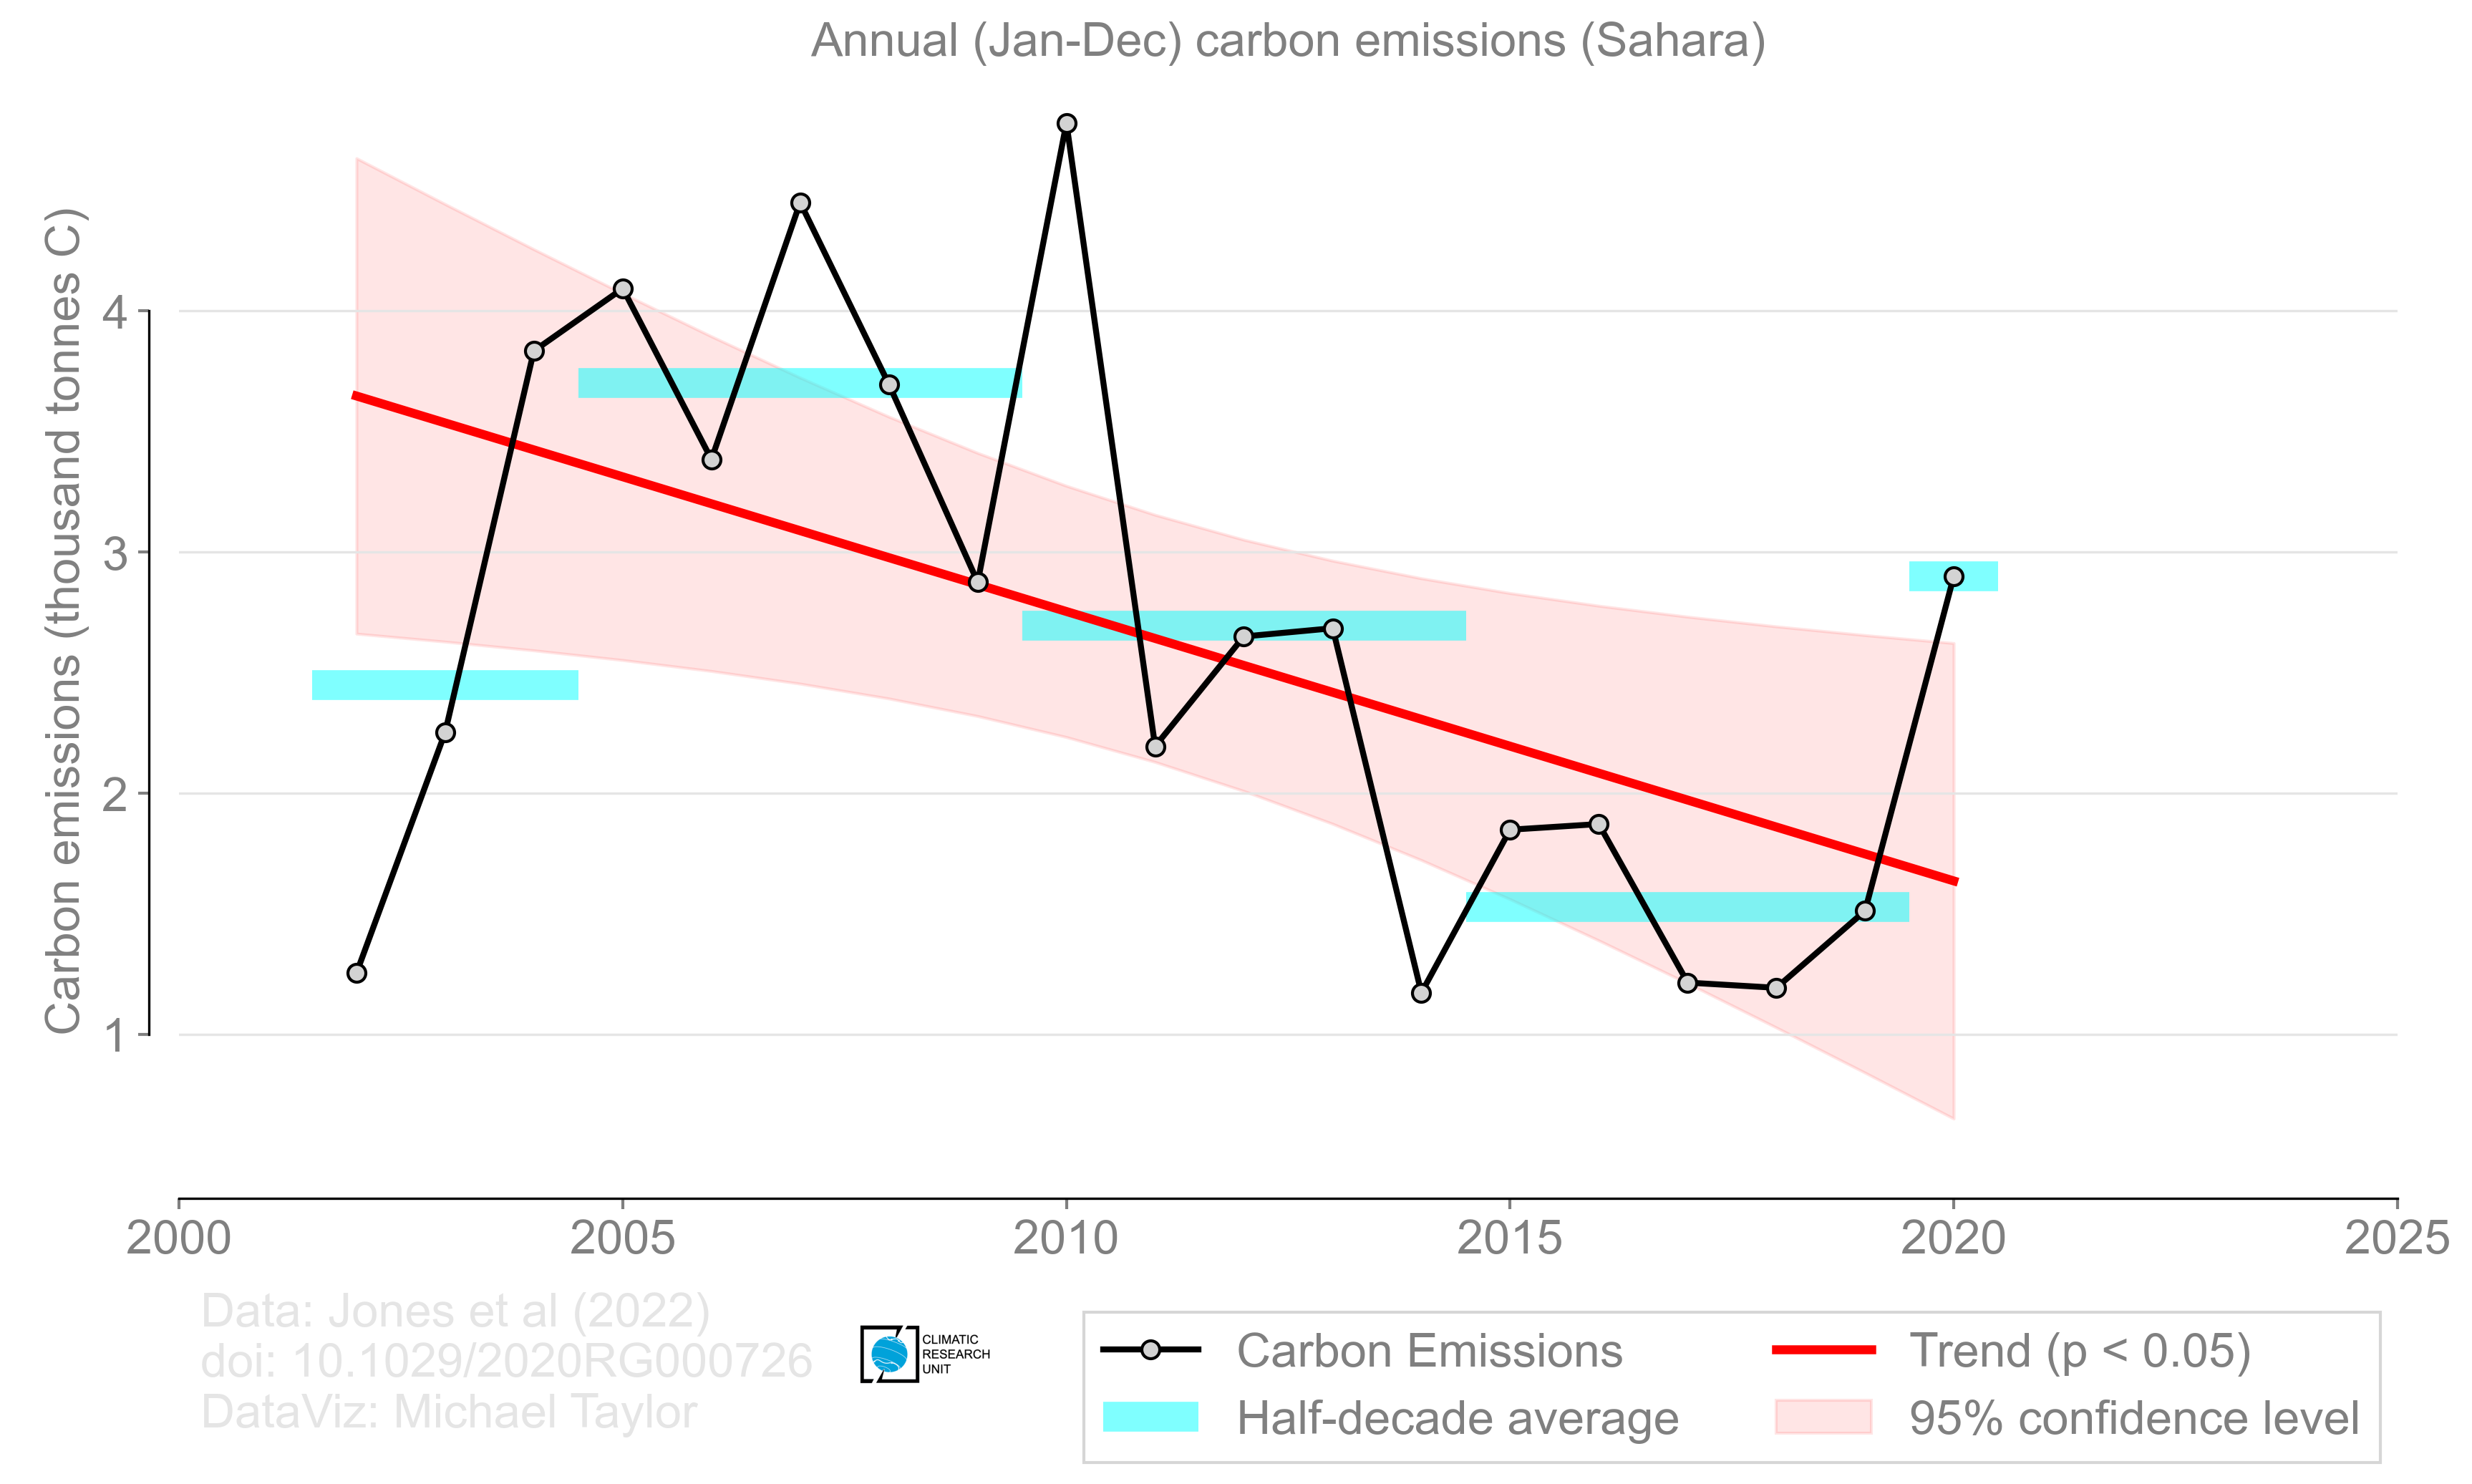 Annual (Jan-Dec) carbon emissions (Sahara)
Carbon emissions (thousand tonnes C)
4
3
2
1
2000 2005 2010 2015 2020 2025
Data: Jones et al (2022)
doi: 10.1029/2020RG000726
DataViz: Michael Taylor
CLIMATIC
RESEARCH
UNIT
Carbon Emissions
Half-decade average
Trend (p < 0.05)
95% confidence level